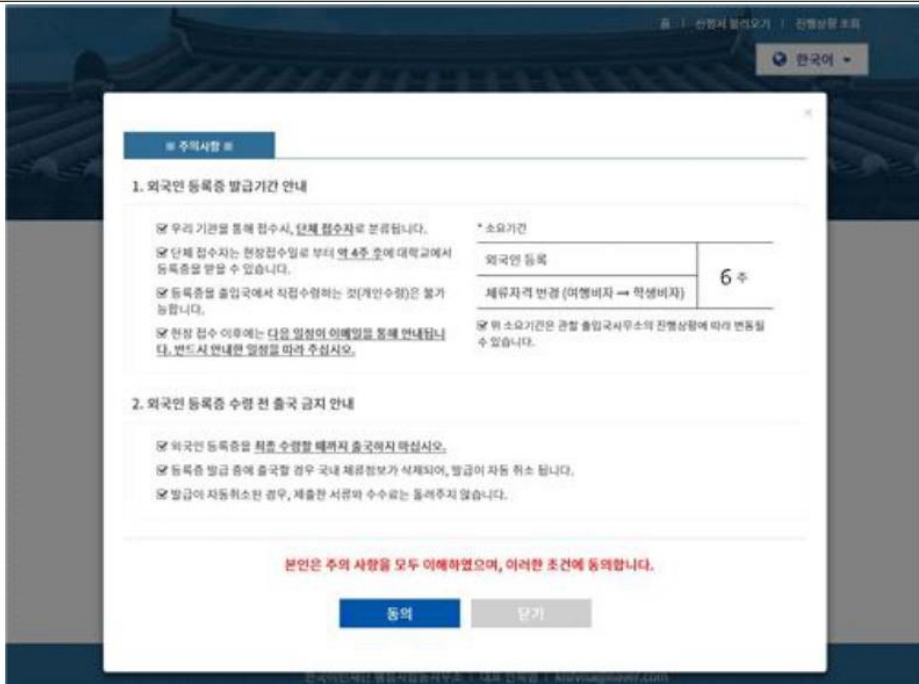 홈 | 신청서 불러오기 | 진행상황 조회
한국어
※ 주의사항 ※
1. 외국인 등록증 발급기간 안내
우리 기관을 통해 접수시, 단체 접수자로 분류됩니다.
단체 접수자는 현장접수일로 부터 약 4주 후에 대학교에서
등록증을 받을 수 있습니다.
등록증을 출입국에서 직접수령하는 것(개인수령)은 불가
능합니다.
현장 접수 이후에는 다음 일정이 이메일을 통해 안내됩니
다. 반드시 안내한 일정을 따라 주십시오.
* 소요기간
외국인 등록
체류자격 변경 (여행비자 → 학생비자)
6 주
위 소요기간은 관할 출입국사무소의 진행상황에 따라 변동될
수 있습니다.
2. 외국인 등록증 수령 전 출국 금지 안내
외국인 등록증을 최종 수령할 때까지 출국하지 마십시오.
등록증 발급 중에 출국할 경우 국내 체류정보가 삭제되어, 발급이 자동 취소 됩니다.
발급이 자동취소된 경우, 제출한 서류와 수수료는 돌려주지 않습니다.
본인은 주의 사항을 모두 이해하였으며, 이러한 조건에 동의합니다.
동의
닫기